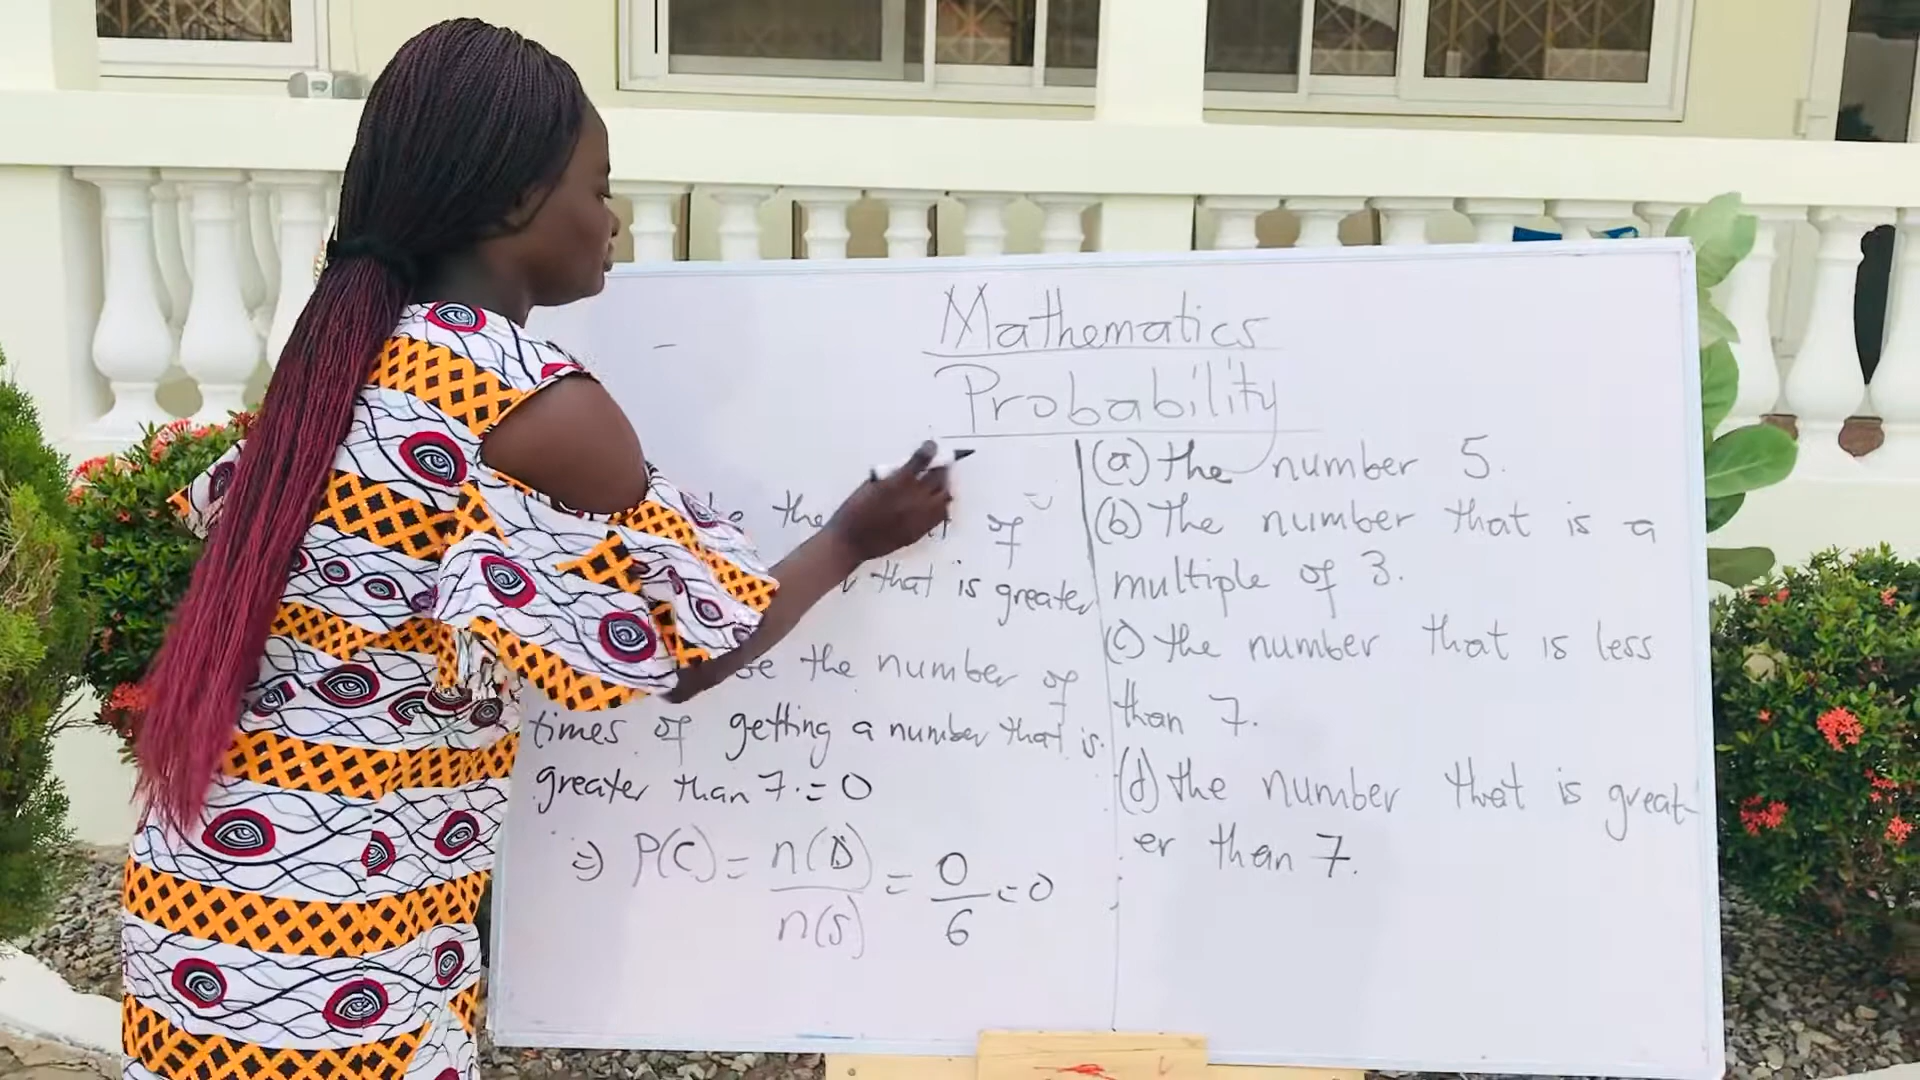 Mathematics
Probability
the of
that is greater
the number of
times of getting a number that is
greater than 7. = 0
⇒ P(C) = n(D)/n(S) = 0/6 = 0
(a) the number 5.
(b) the number that is a
multiple of 3.
(c) the number that is less
than 7.
(d) the number that is great-
er than 7.